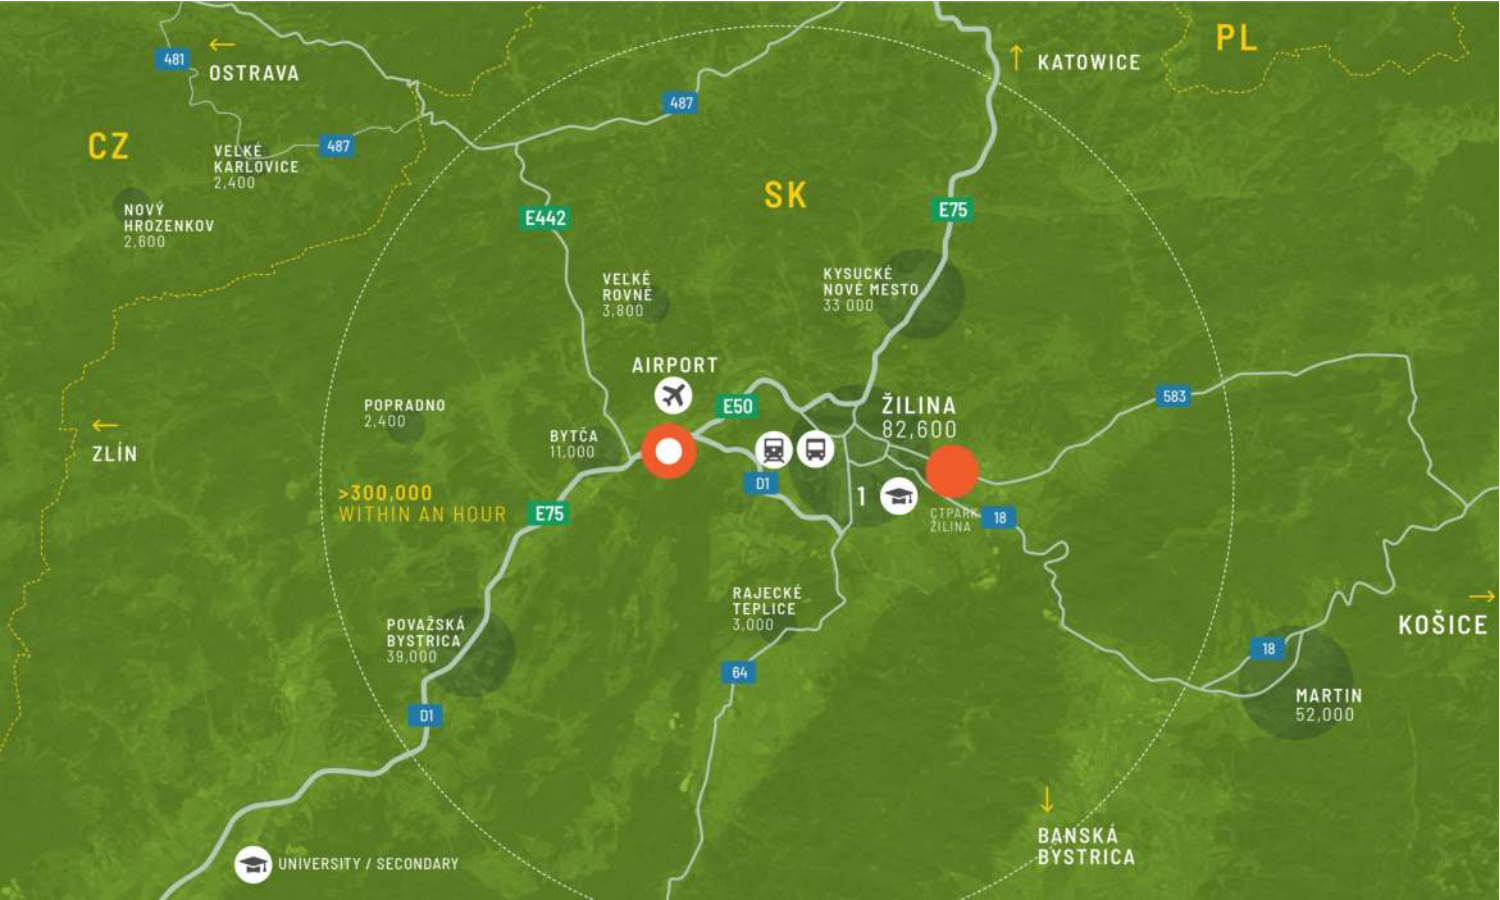 PL
KATOWICE
481
OSTRAVA
487
CZ
487
VELKÉ
KARLOVICE
2,400
SK
NOVÝ
HROZENKOV
2,600
E442
E75
VELKÉ
ROVNÉ
3,800
KYSUCKÉ
NOVÉ MESTO
33 000
AIRPORT
583
POPRADNO
2,400
E50
ŽILINA
82,600
ZLÍN
BYTČA
11,000
D1
>300,000
WITHIN AN HOUR
E75
1
CTPARK
ŽILINA
18
RAJECKÉ
TEPLICE
3,000
KOŠICE
POVAŽSKÁ
BYSTRICA
39,000
18
64
MARTIN
52,000
D1
BANSKÁ
BYSTRICA
UNIVERSITY / SECONDARY